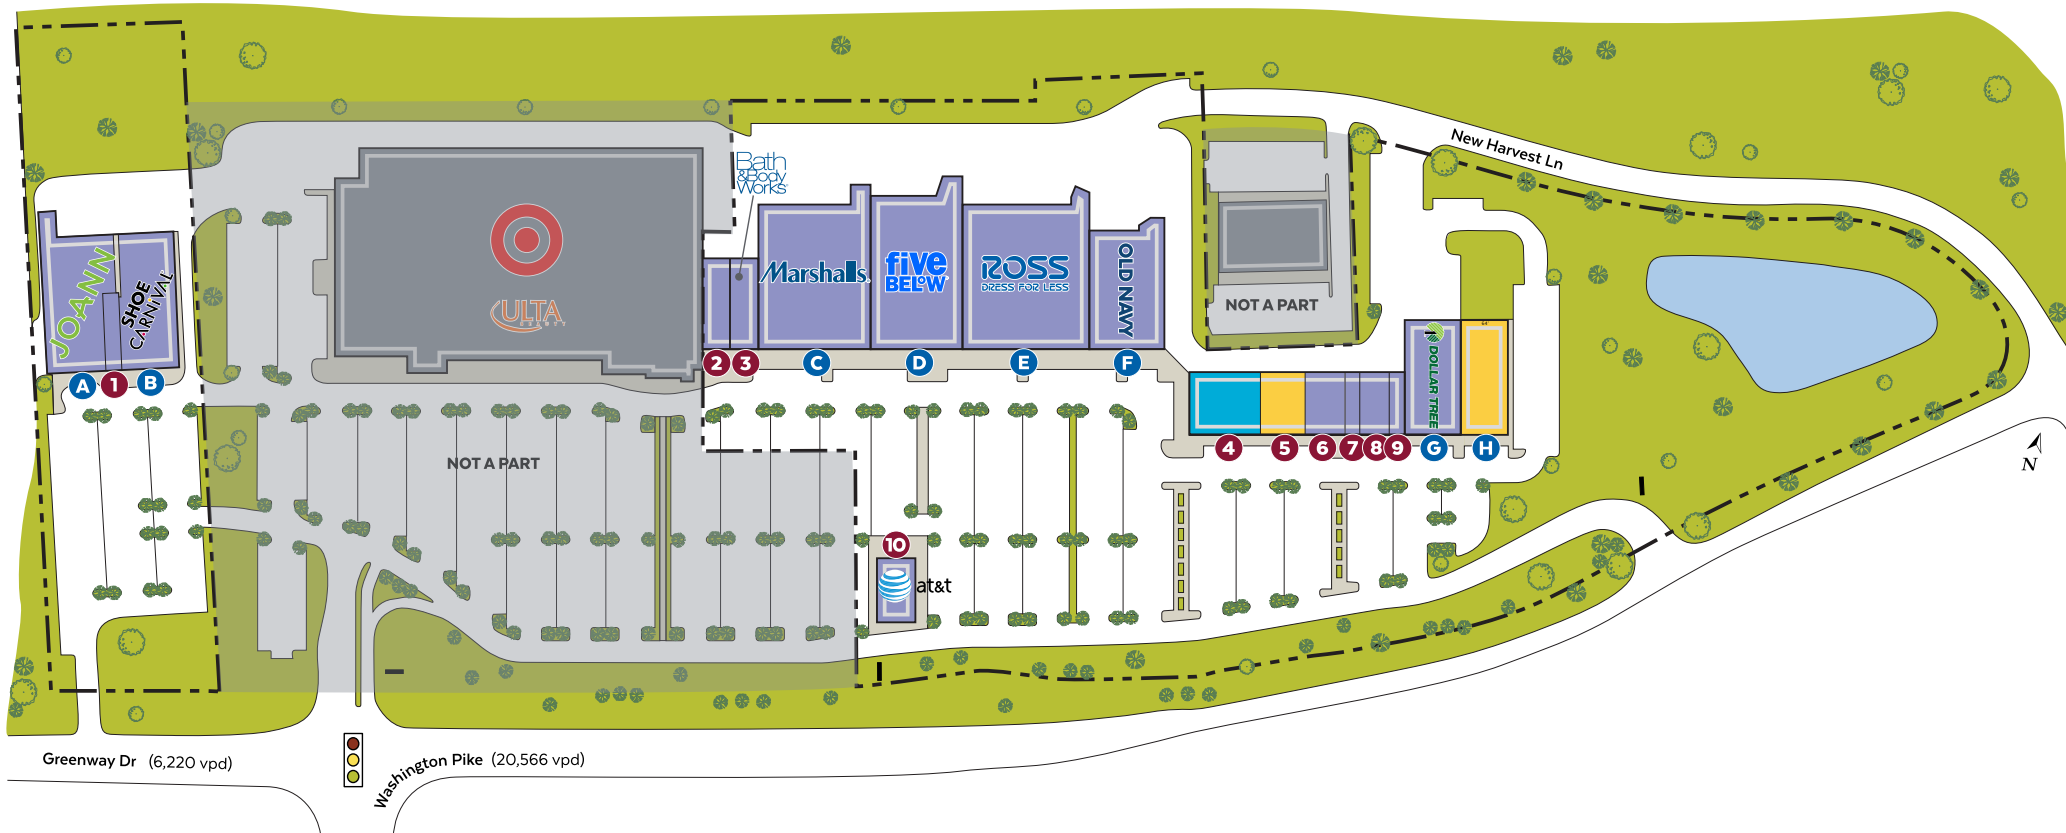 New Harvest Ln
Bath
&Body
Works
JOANN
SHOE
CARNIVAL
ULTA
BEAUTY
Marshalls
five
BELOW
ROSS
DRESS FOR LESS
OLD NAVY
NOT A PART
DOLLAR TREE
A
1
B
2
3
C
D
E
F
4
5
6
7
8
9
G
H
NOT A PART
10
at&t
N
Greenway Dr (6,220 vpd)
Washington Pike (20,566 vpd)